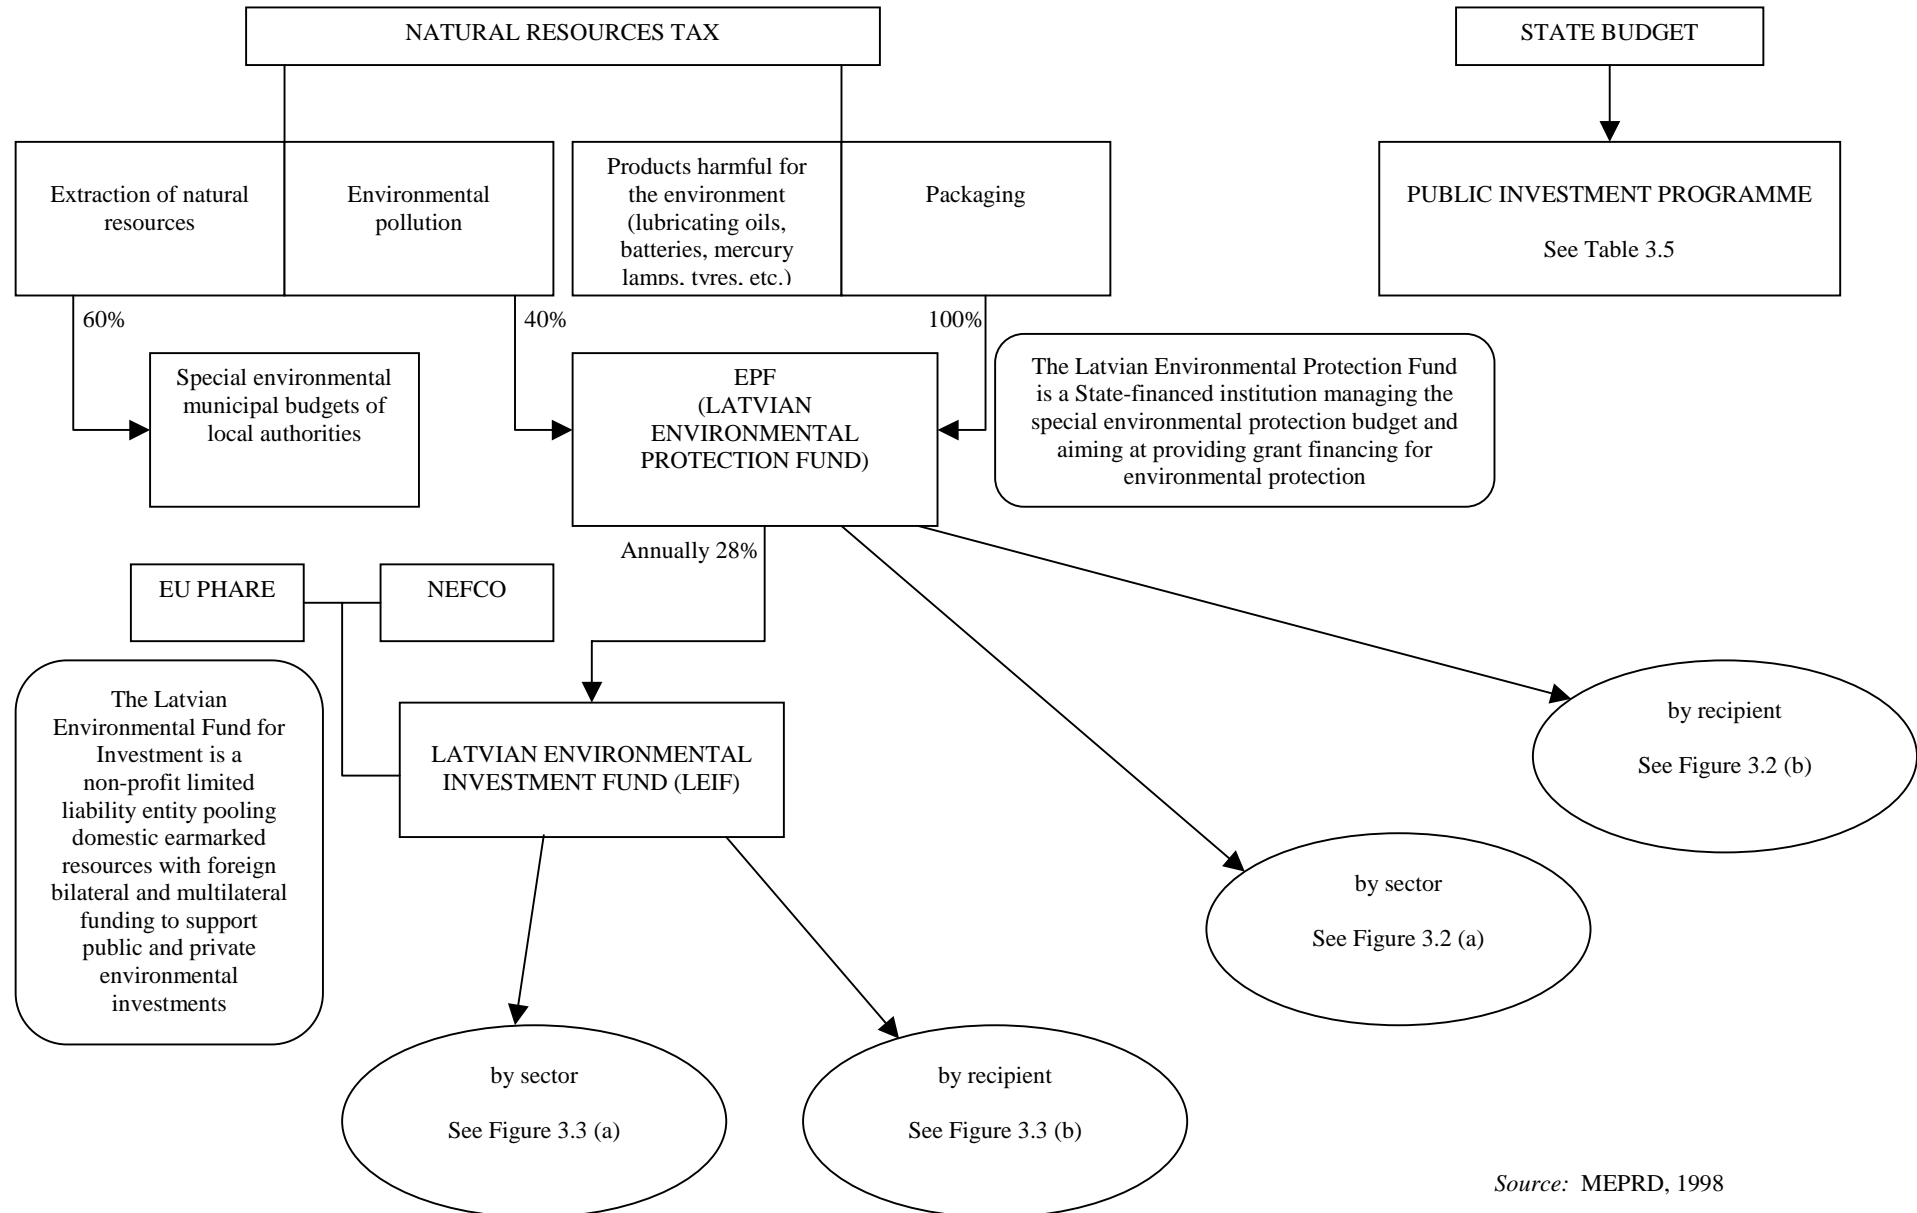 NATURAL RESOURCES TAX
STATE BUDGET
Extraction of natural
resources
Environmental
pollution
Products harmful for
the environment
(lubricating oils,
batteries, mercury
lamps, tyres, etc.)
Packaging
PUBLIC INVESTMENT PROGRAMME
See Table 3.5
60%
40%
100%
Special environmental
municipal budgets of
local authorities
EPF
(LATVIAN
ENVIRONMENTAL
PROTECTION FUND)
The Latvian Environmental Protection Fund
is a State-financed institution managing the
special environmental protection budget and
aiming at providing grant financing for
environmental protection
Annually 28%
EU PHARE
NEFCO
The Latvian
Environmental Fund for
Investment is a
non-profit limited
liability entity pooling
domestic earmarked
resources with foreign
bilateral and multilateral
funding to support
public and private
environmental
investments
LATVIAN ENVIRONMENTAL
INVESTMENT FUND (LEIF)
by recipient
See Figure 3.2 (b)
by sector
See Figure 3.2 (a)
by sector
See Figure 3.3 (a)
by recipient
See Figure 3.3 (b)
Source: MEPRD, 1998